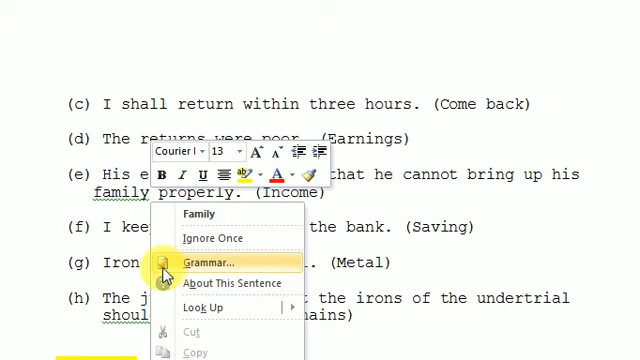 (c) I shall return within three hours. (Come back)
(d) The returns were poor. (Earnings)
Courier 13
(e) His e that he cannot bring up his
B I U
family properly. (Income)
Family
(f) I kee the bank. (Saving)
Ignore Once
(g) Iron . (Metal)
Grammar...
About This Sentence
(h) The j t the irons of the undertrial
Look Up
shoul hains)
Cut
Copy